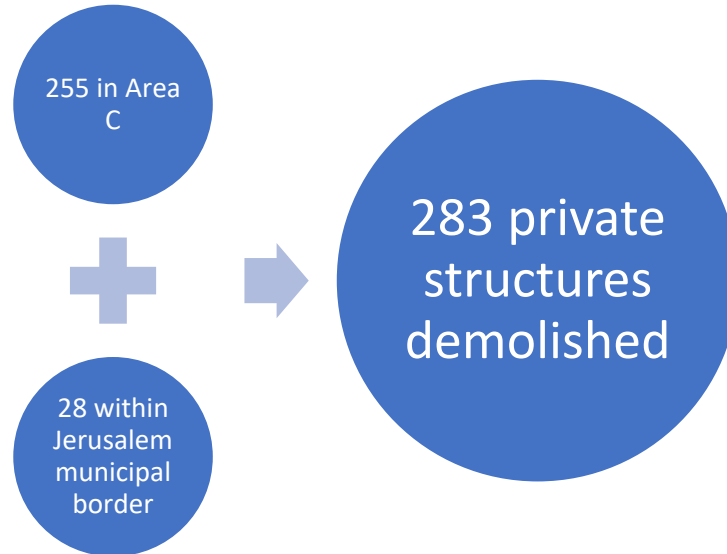 255 in Area
C
28 within
Jerusalem
municipal
border
283 private
structures
demolished